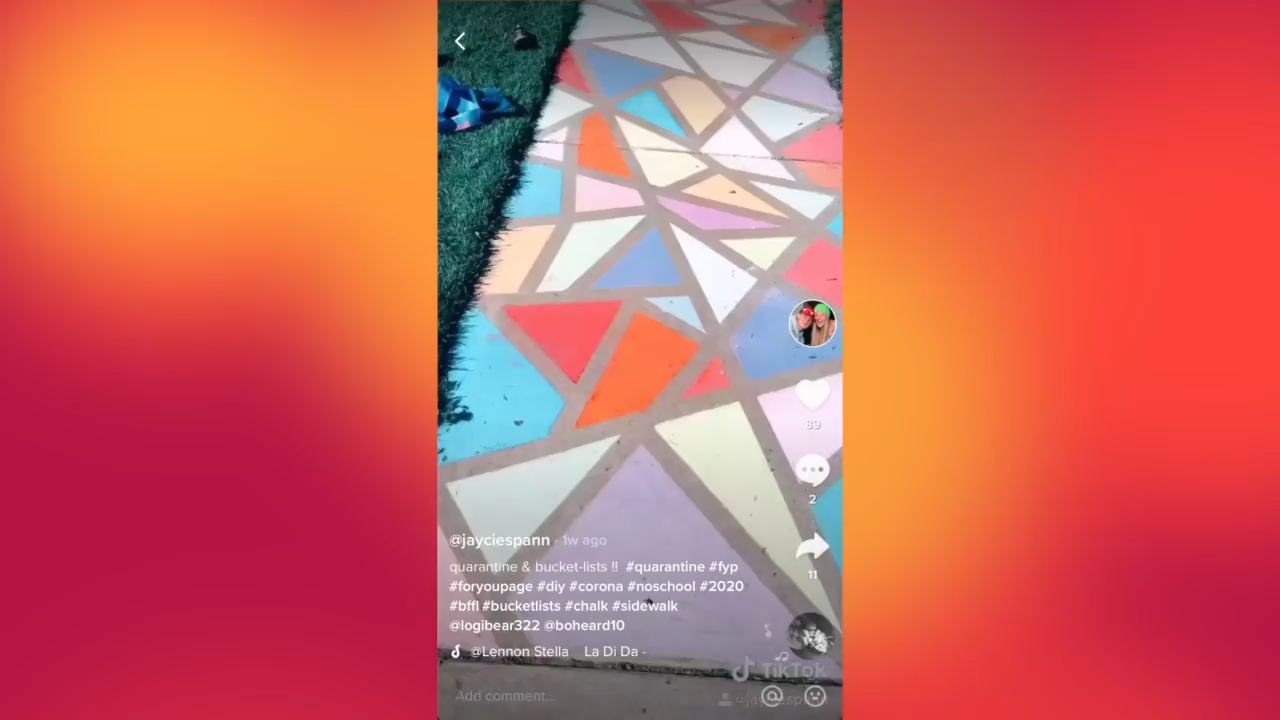 89
2
@jayciespann · 1w ago
quarantine & bucket-lists !! #quarantine #fyp
#foryoupage #diy #corona #noschool #2020
#bffl #bucketlists #chalk #sidewalk
@logibear322 @boheard10
11
@Lennon Stella La Di Da -
TikTok
Add comment...